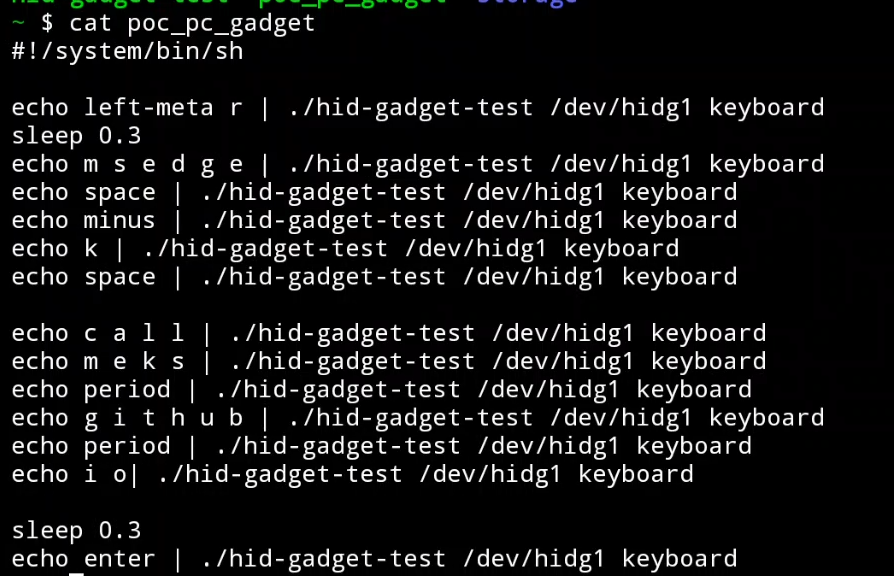 hid-gadget-test poc_pc_gadget storage
~ $ cat poc_pc_gadget
#!/system/bin/sh
echo left-meta r | ./hid-gadget-test /dev/hidg1 keyboard
sleep 0.3
echo m s e d g e | ./hid-gadget-test /dev/hidg1 keyboard
echo space | ./hid-gadget-test /dev/hidg1 keyboard
echo minus | ./hid-gadget-test /dev/hidg1 keyboard
echo k | ./hid-gadget-test /dev/hidg1 keyboard
echo space | ./hid-gadget-test /dev/hidg1 keyboard
echo c a l l | ./hid-gadget-test /dev/hidg1 keyboard
echo m e k s | ./hid-gadget-test /dev/hidg1 keyboard
echo period | ./hid-gadget-test /dev/hidg1 keyboard
echo g i t h u b | ./hid-gadget-test /dev/hidg1 keyboard
echo period | ./hid-gadget-test /dev/hidg1 keyboard
echo i o| ./hid-gadget-test /dev/hidg1 keyboard
sleep 0.3
echo enter | ./hid-gadget-test /dev/hidg1 keyboard